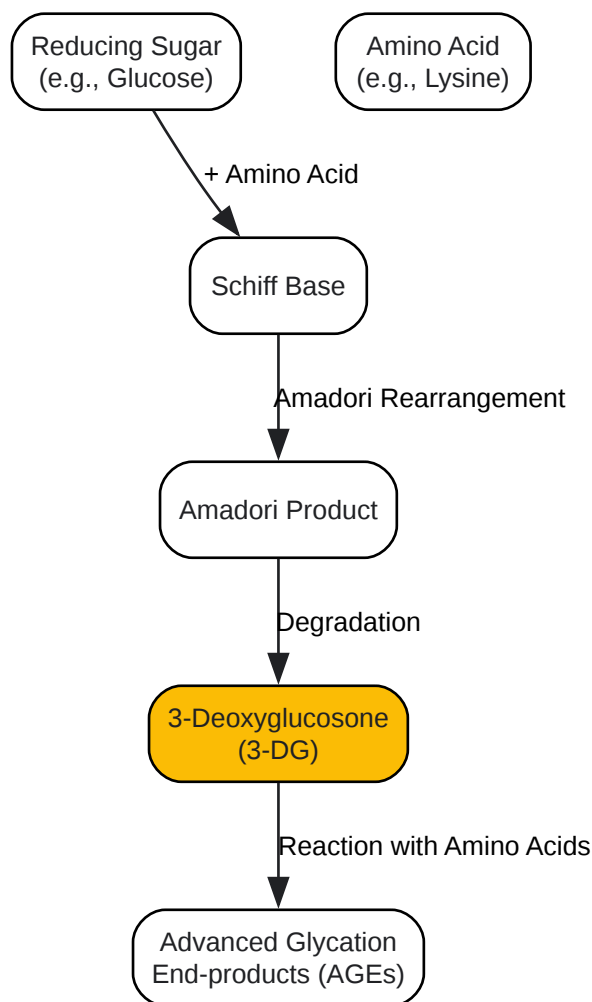 Reducing Sugar
(e.g., Glucose)
Amino Acid
(e.g., Lysine)
+ Amino Acid
Schiff Base
Amadori Rearrangement
Amadori Product
Degradation
3-Deoxyglucosone
(3-DG)
Reaction with Amino Acids
Advanced Glycation
End-products (AGEs)